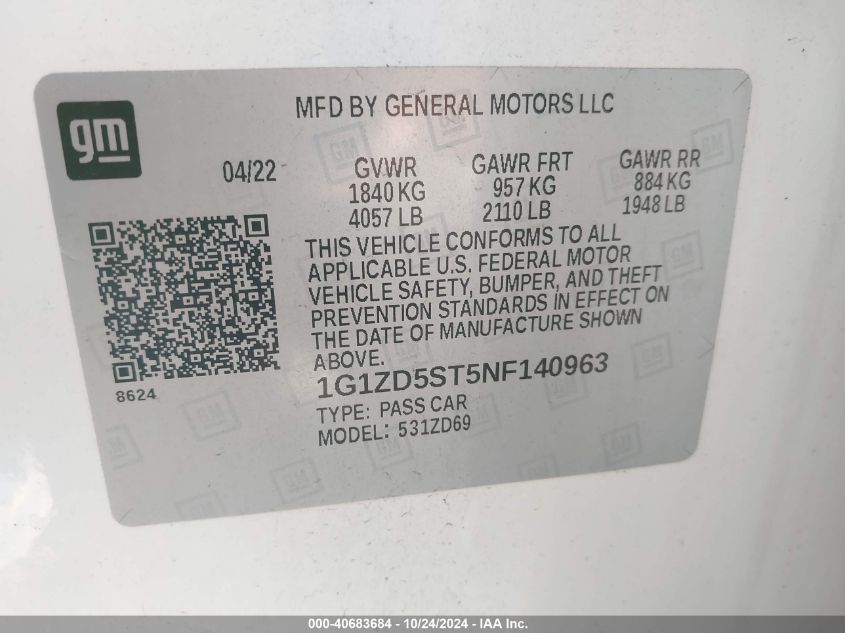 MFD BY GENERAL MOTORS LLC
gm
04/22
GVWR GAWR FRT GAWR RR
1840 KG 957 KG 884 KG
4057 LB 2110 LB 1948 LB
THIS VEHICLE CONFORMS TO ALL
APPLICABLE U.S. FEDERAL MOTOR
VEHICLE SAFETY, BUMPER, AND THEFT
PREVENTION STANDARDS IN EFFECT ON
THE DATE OF MANUFACTURE SHOWN
ABOVE.
8624
1G1ZD5ST5NF140963
TYPE: PASS CAR
MODEL: 531ZD69
000-40683684 - 10/24/2024 - IAA Inc.